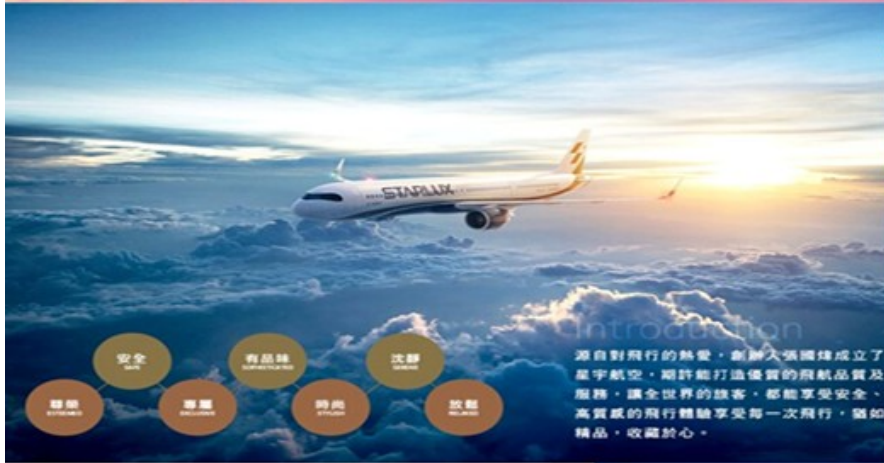 STARLUX
Introduction
安全
SAFE
有品味
SOPHISTICATED
沈靜
SERENE
尊榮
ESTEEMED
專屬
EXCLUSIVE
時尚
STYLISH
放鬆
RELAXED
源自對飛行的熱愛，創辦人張國煒成立了
星宇航空，期許能打造優質的飛航品質及
服務，讓全世界的旅客，都能享受安全、
高質感的飛行體驗享受每一次飛行，猶如
精品，收藏於心。